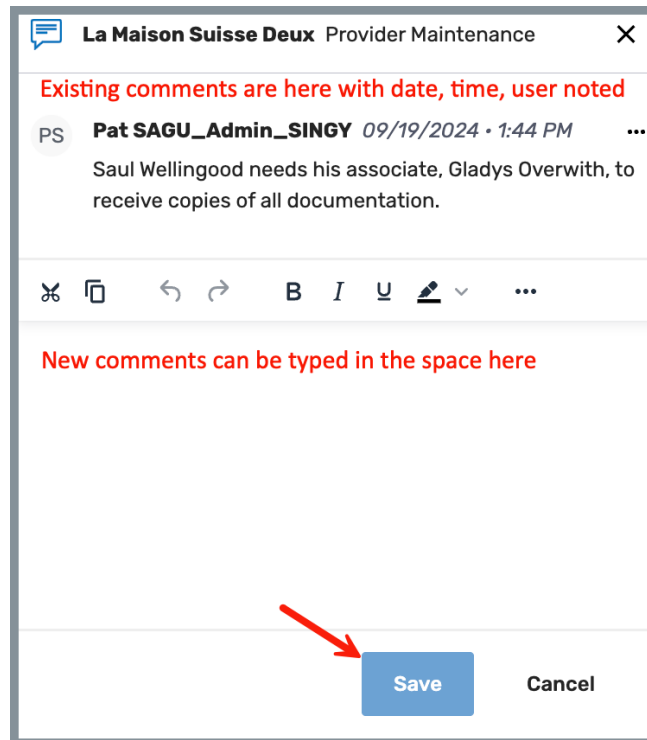 La Maison Suisse Deux Provider Maintenance
Existing comments are here with date, time, user noted
PS Pat SAGU_Admin_SINGY 09/19/2024 • 1:44 PM
Saul Wellingood needs his associate, Gladys Overwith, to
receive copies of all documentation.
B I U
New comments can be typed in the space here
Save Cancel